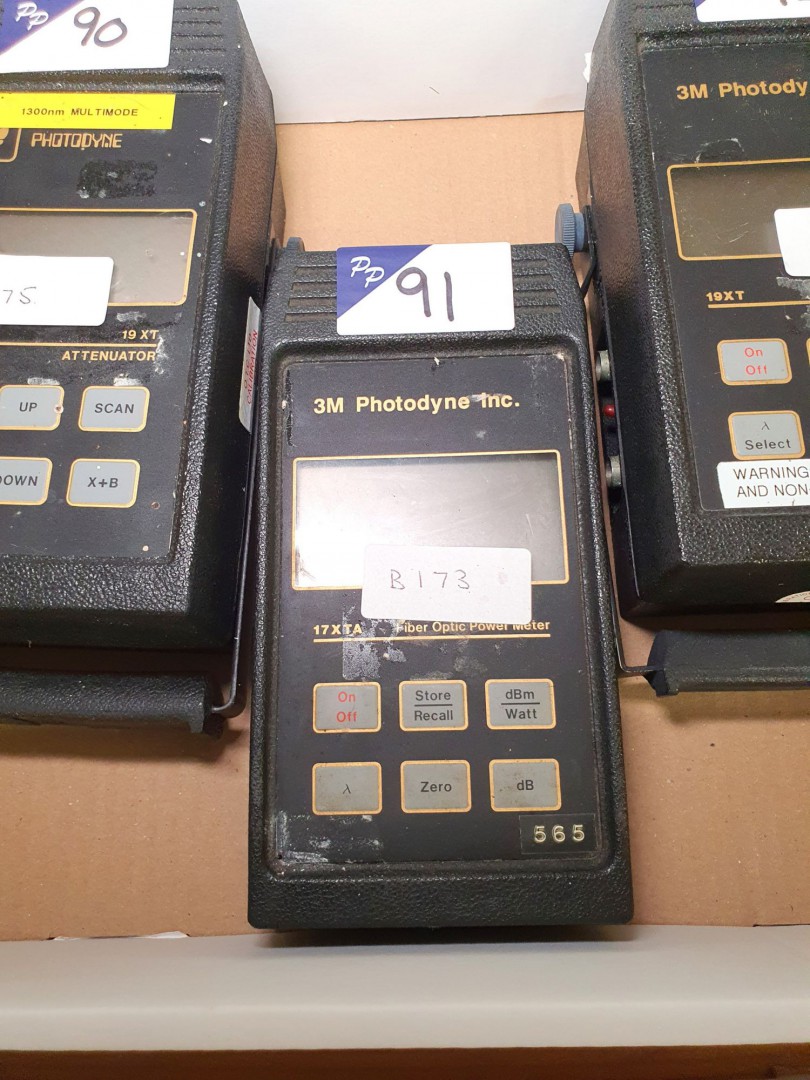 PP 90
1300nm MULTIMODE
PHOTODYNE
75
19 XT
ATTENUATOR
UP
SCAN
DOWN
X+B
CALIBRATION
PP 91
3M Photodyne Inc.
B173
17XTA Fiber Optic Power Meter
On
Off
Store
Recall
dBm
Watt
λ
Zero
dB
565
3M Photody
19XT
On
Off
λ
Select
WARNING
AND NON-